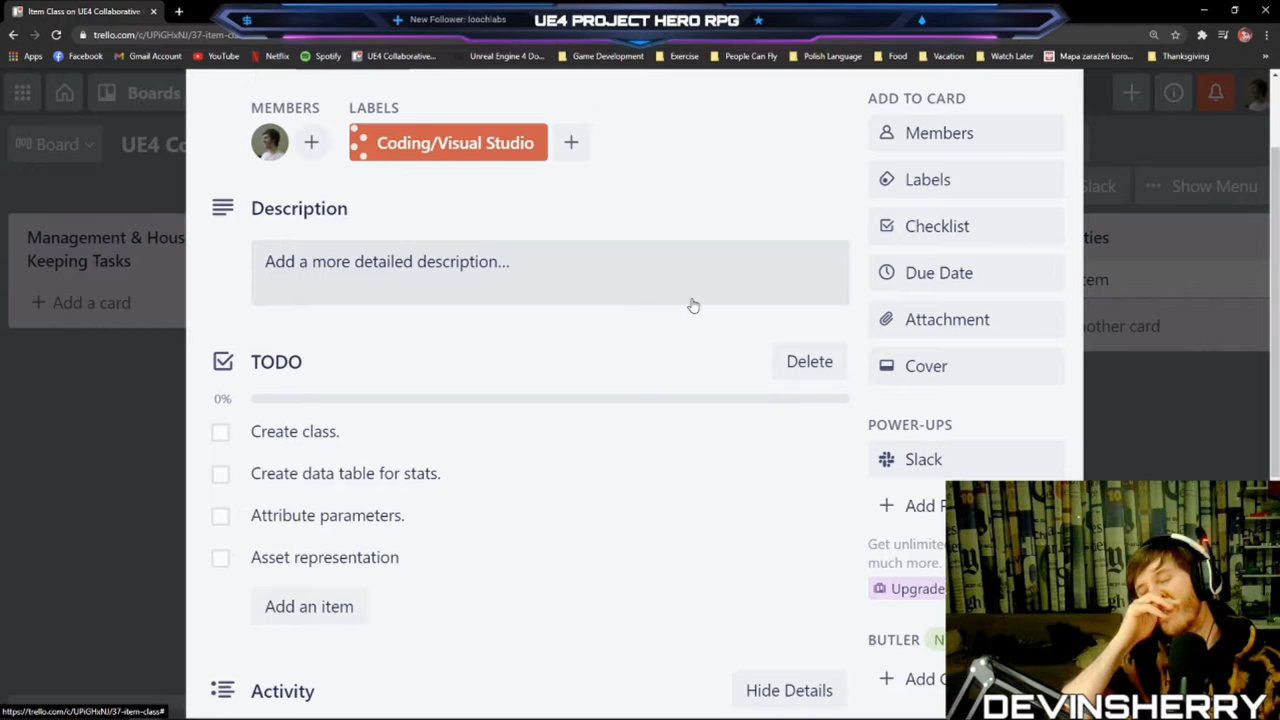 Item Class on UE4 Collaborative
New Follower: loochlabs
UE4 PROJECT HERO RPG
trello.com/c/UPiGHxNJ/37-item-cl
Apps
Facebook
Gmail Account
YouTube
Netflix
Spotify
UE4 Collaborative...
Unreal Engine 4 Do...
Game Development
Exercise
People Can Fly
Polish Language
Food
Vacation
Watch Later
Mapa zarażeń koro...
Thanksgiving
Boards
Board
UE4 Co
Slack
Show Menu
Management & Hous
Keeping Tasks
Add a card
MEMBERS
LABELS
Coding/Visual Studio
Description
Add a more detailed description...
TODO
Delete
0%
Create class.
Create data table for stats.
Attribute parameters.
Asset representation
Add an item
Activity
Hide Details
ADD TO CARD
Members
Labels
Checklist
Due Date
Attachment
Cover
POWER-UPS
Slack
Add P
Get unlimite
much more.
Upgrade
BUTLER
N
Add
ties
tem
nother card
https://trello.com/c/UPiGHxNJ/37-item-class#
DEVINSHERRY